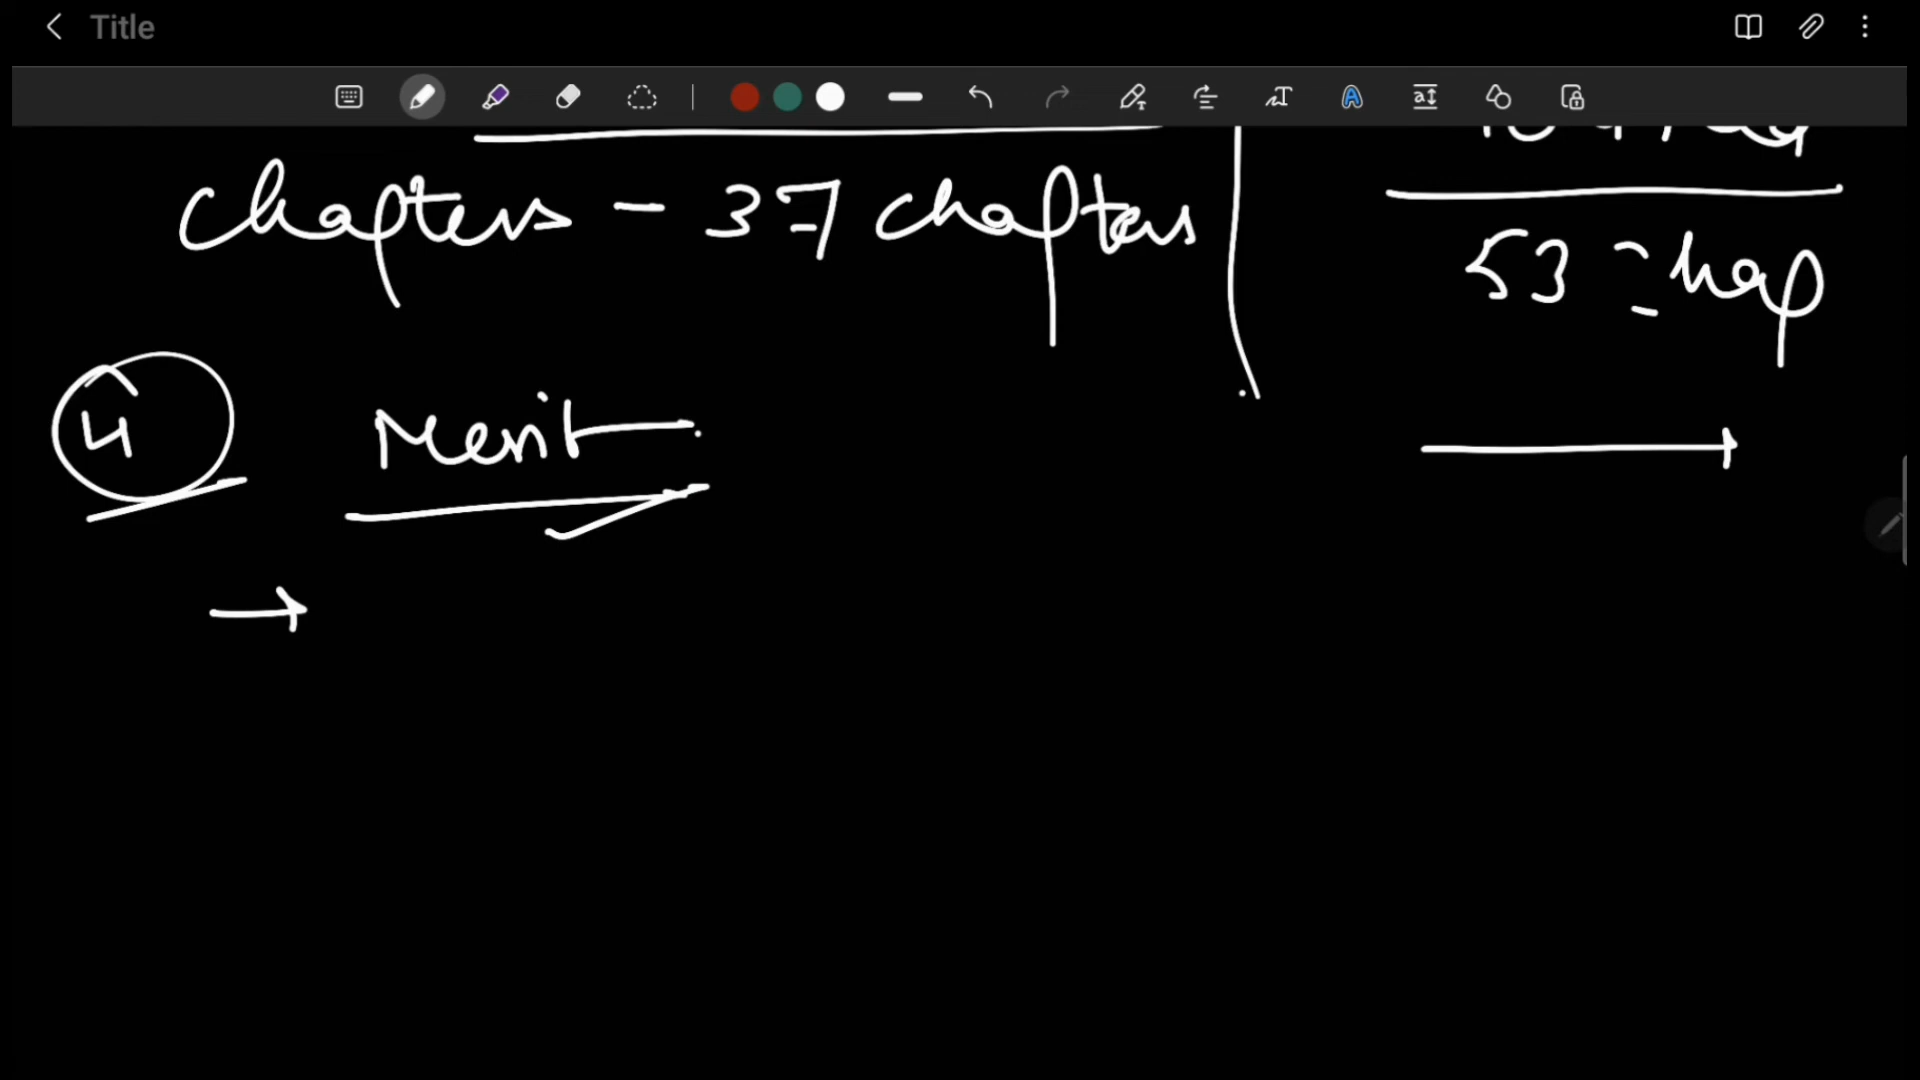 Title
chapters - 37 chapters
53 chap
4 Merit